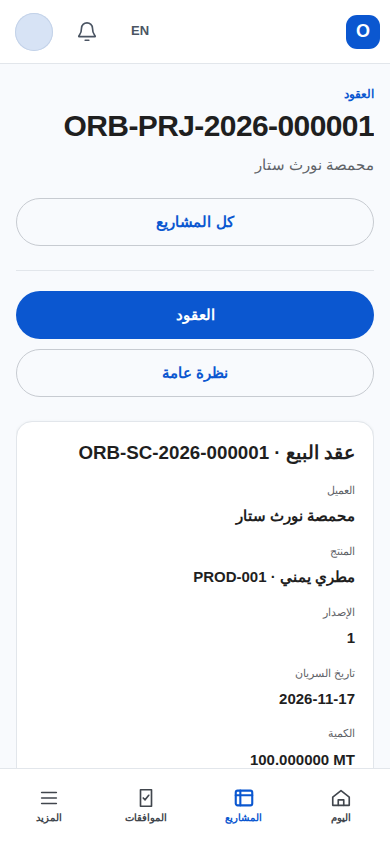 O
EN
العقود
ORB-PRJ-2026-000001
محمصة نورث ستار
كل المشاريع
العقود
نظرة عامة
عقد البيع · ORB-SC-2026-000001
العميل
محمصة نورث ستار
المنتج
مطري يمني · PROD-001
الإصدار
1
تاريخ السريان
2026-11-17
الكمية
100.000000 MT
اليوم
المشاريع
الموافقات
المزيد